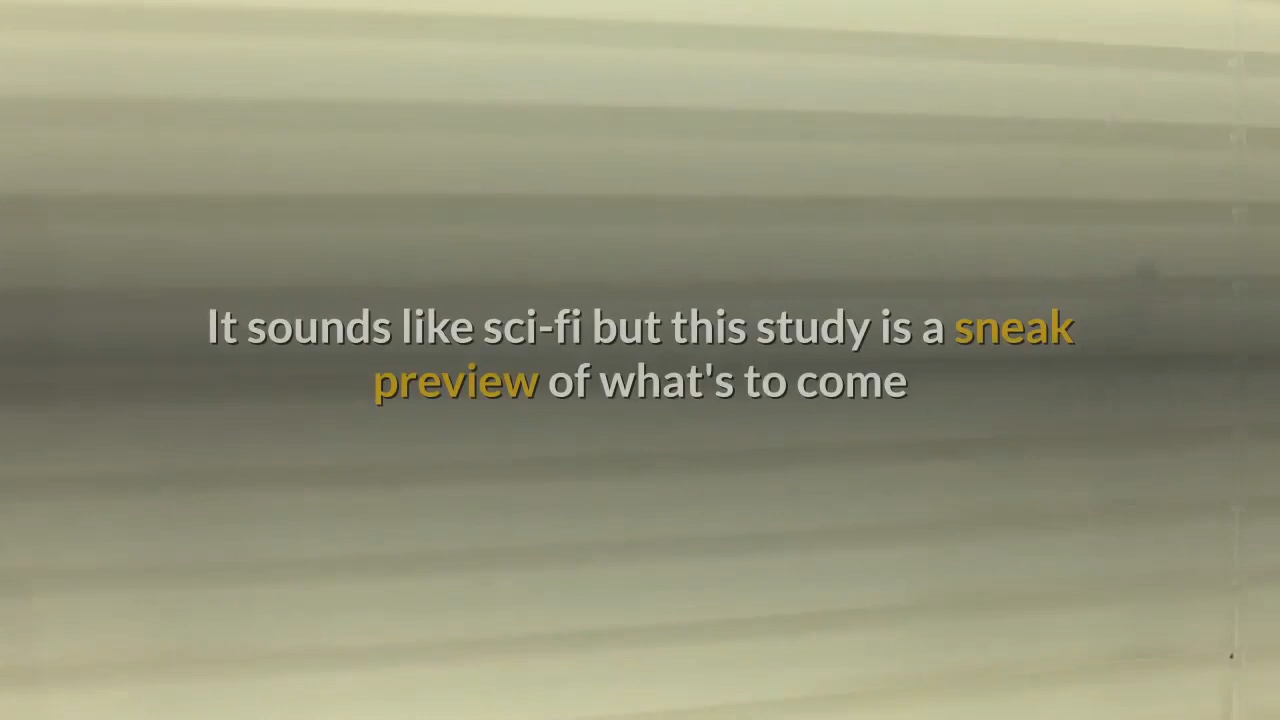 It sounds like sci-fi but this study is a sneak
preview of what's to come